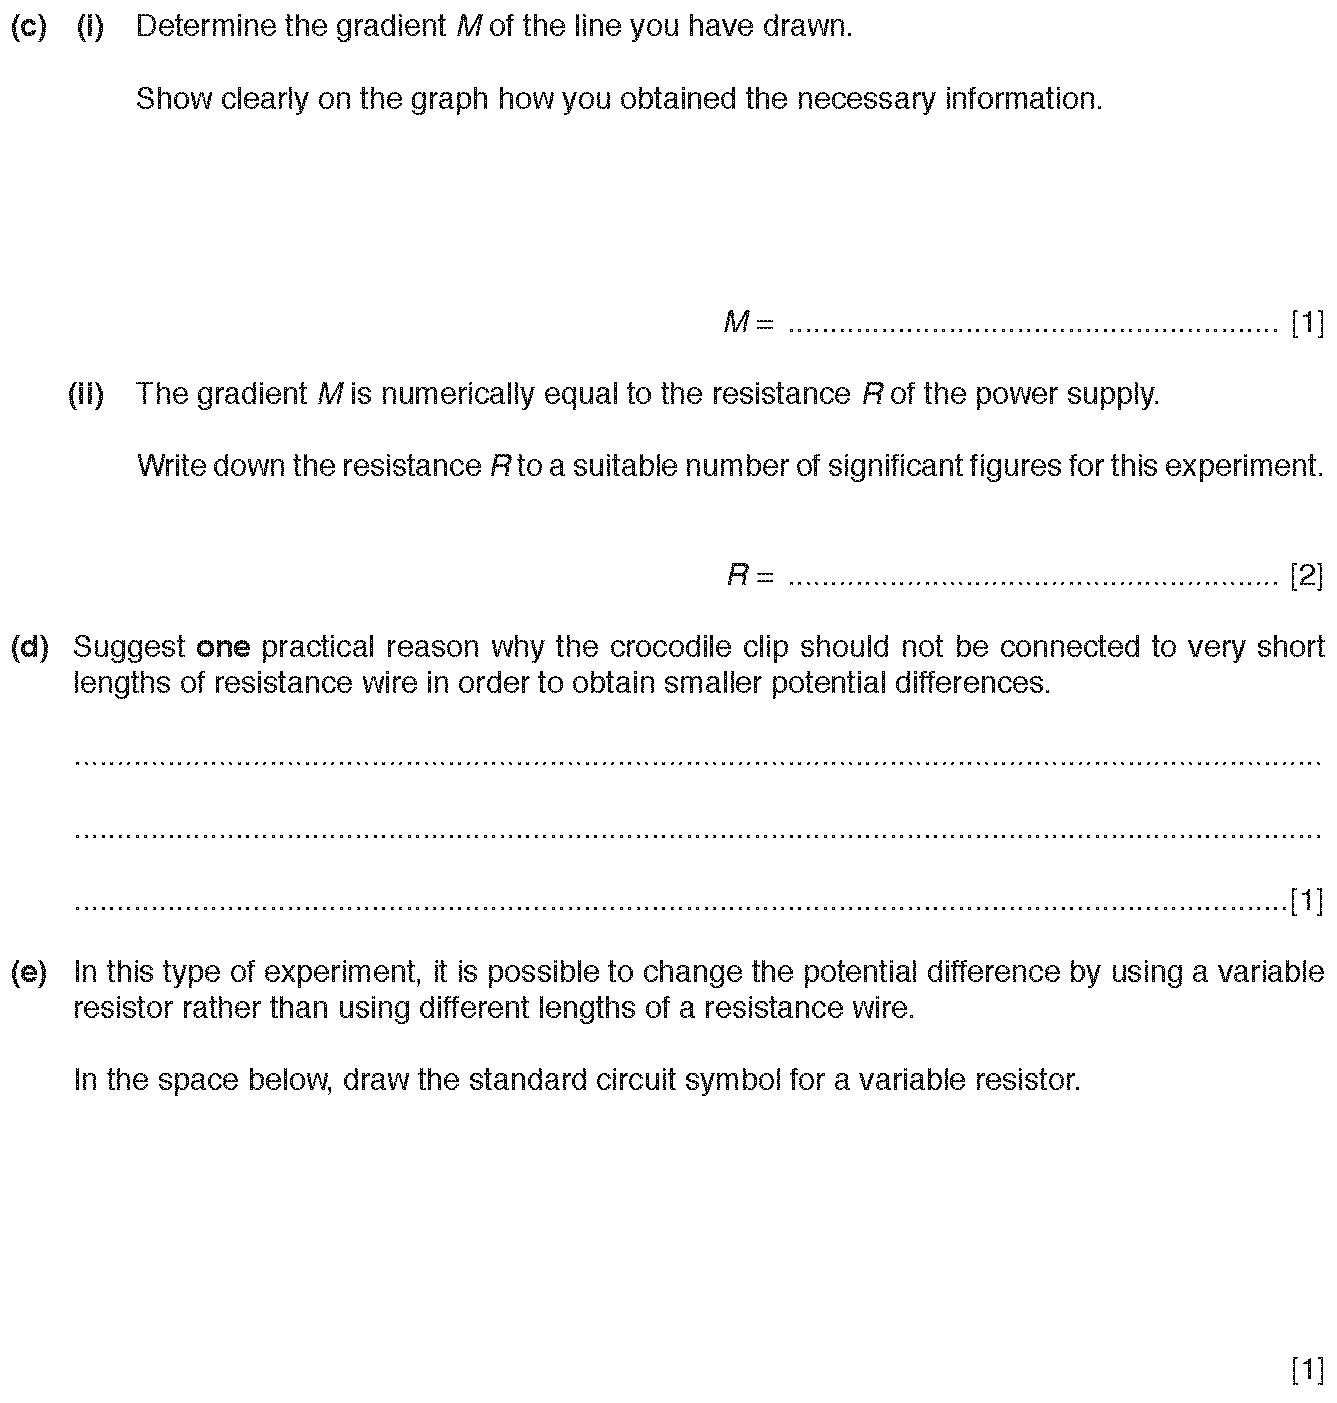 (c) (i) Determine the gradient M of the line you have drawn.
Show clearly on the graph how you obtained the necessary information.
M = .......................................................... [1]
(ii) The gradient M is numerically equal to the resistance R of the power supply.
Write down the resistance R to a suitable number of significant figures for this experiment.
R = .......................................................... [2]
(d) Suggest one practical reason why the crocodile clip should not be connected to very short
lengths of resistance wire in order to obtain smaller potential differences.
...................................................................................................................................................
...................................................................................................................................................
...............................................................................................................................................[1]
(e) In this type of experiment, it is possible to change the potential difference by using a variable
resistor rather than using different lengths of a resistance wire.
In the space below, draw the standard circuit symbol for a variable resistor.
[1]